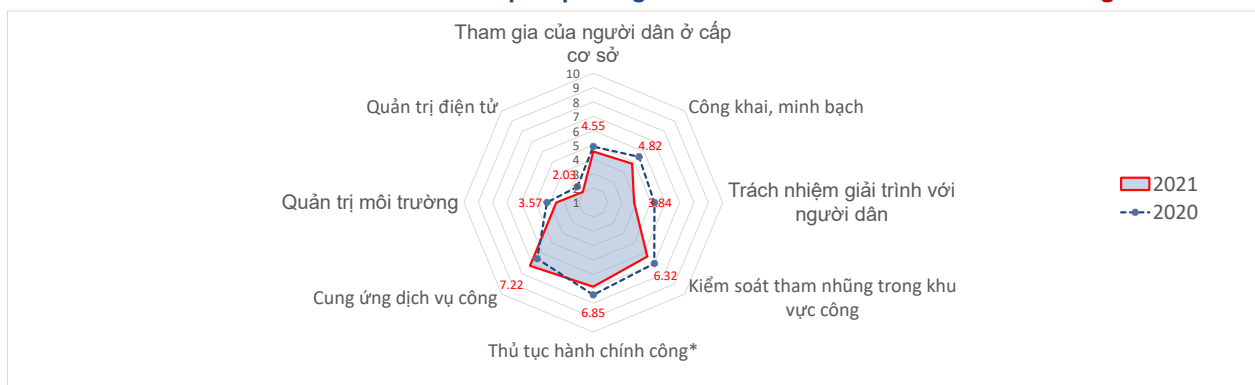 Tham gia của người dân ở cấp
cơ sở
10
9
8
7
6
5
4
3
2
1
4.55
Quản trị điện tử
Công khai, minh bạch
4.82
2.03
Quản trị môi trường
3.57
3.84
Trách nhiệm giải trình với
người dân
2021
2020
6.32
Kiểm soát tham nhũng trong khu
vực công
7.22
Cung ứng dịch vụ công
6.85
Thủ tục hành chính công*